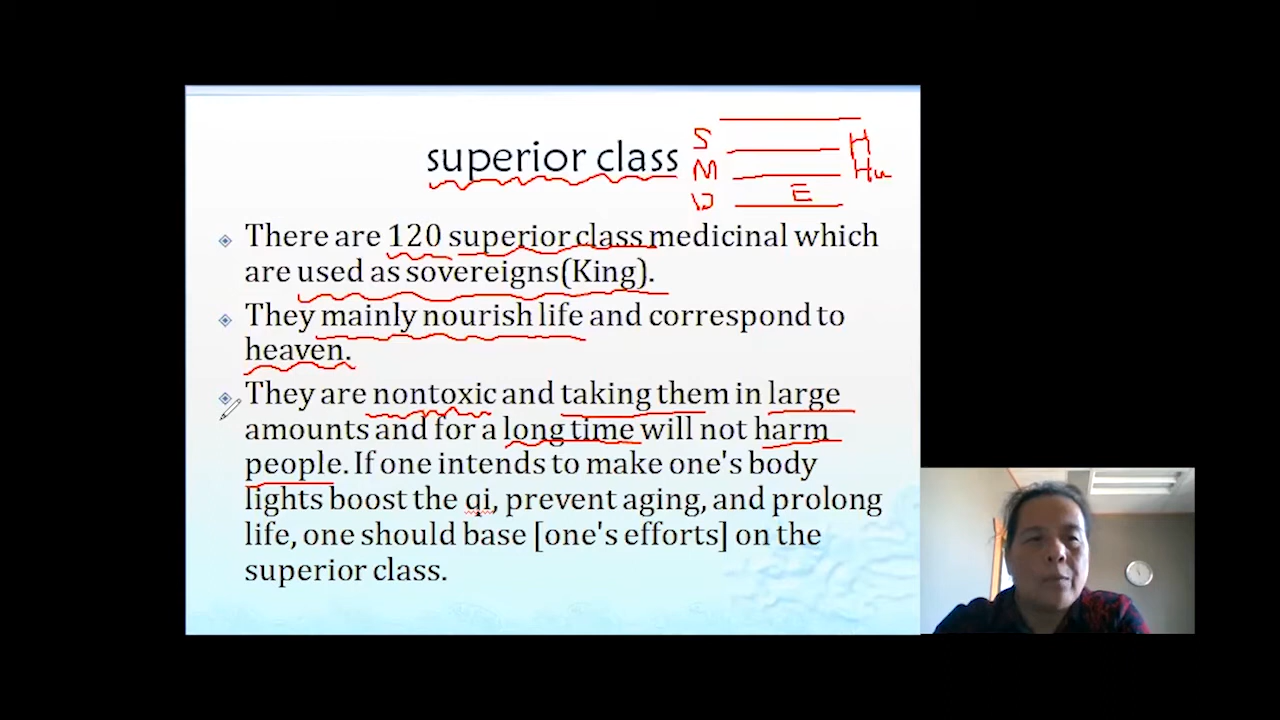 superior class
S H
M Hu
D E
There are 120 superior class medicinal which
are used as sovereigns(King).
They mainly nourish life and correspond to
heaven.
They are nontoxic and taking them in large
amounts and for a long time will not harm
people. If one intends to make one's body
lights boost the qi, prevent aging, and prolong
life, one should base [one's efforts] on the
superior class.